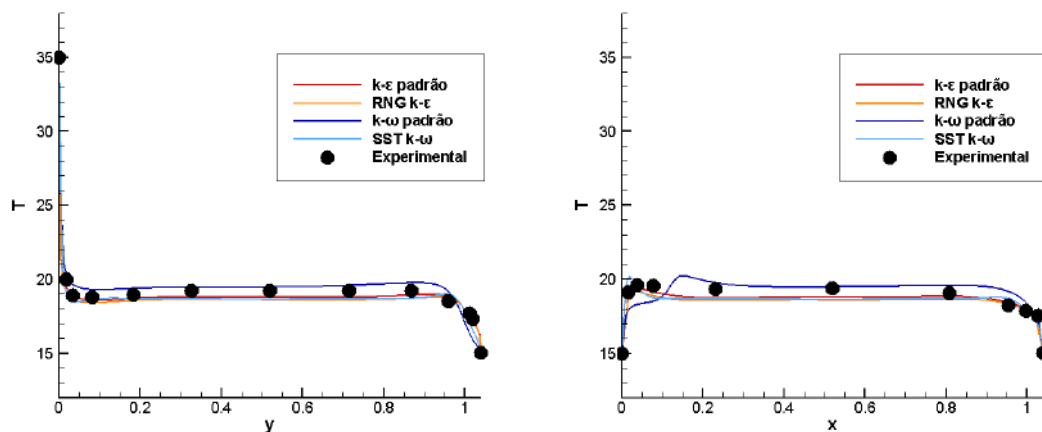 35
30
25
20
15
T
0
0.2
0.4
0.6
0.8
1
y
k-ε padrão
RNG k-ε
k-ω padrão
SST k-ω
Experimental
35
30
25
20
15
T
0
0.2
0.4
0.6
0.8
1
x
k-ε padrão
RNG k-ε
k-ω padrão
SST k-ω
Experimental